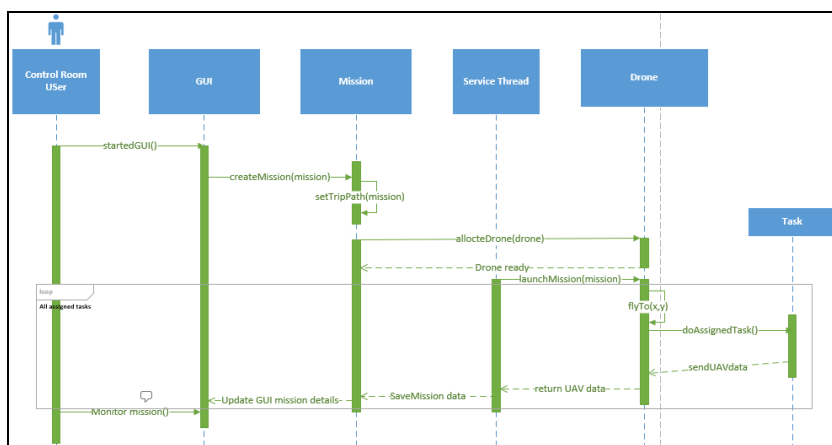 Control Room
USer
GUI
Mission
Service Thread
Drone
startedGUI()
createMission(mission)
setTripPath(mission)
Task
allocteDrone(drone)
Drone ready
launchMission(mission)
loop
All assigned tasks
flyTo(x,y)
doAssignedTask()
sendUAVdata
return UAV data
SaveMission data
Update GUI mission details
Monitor mission()